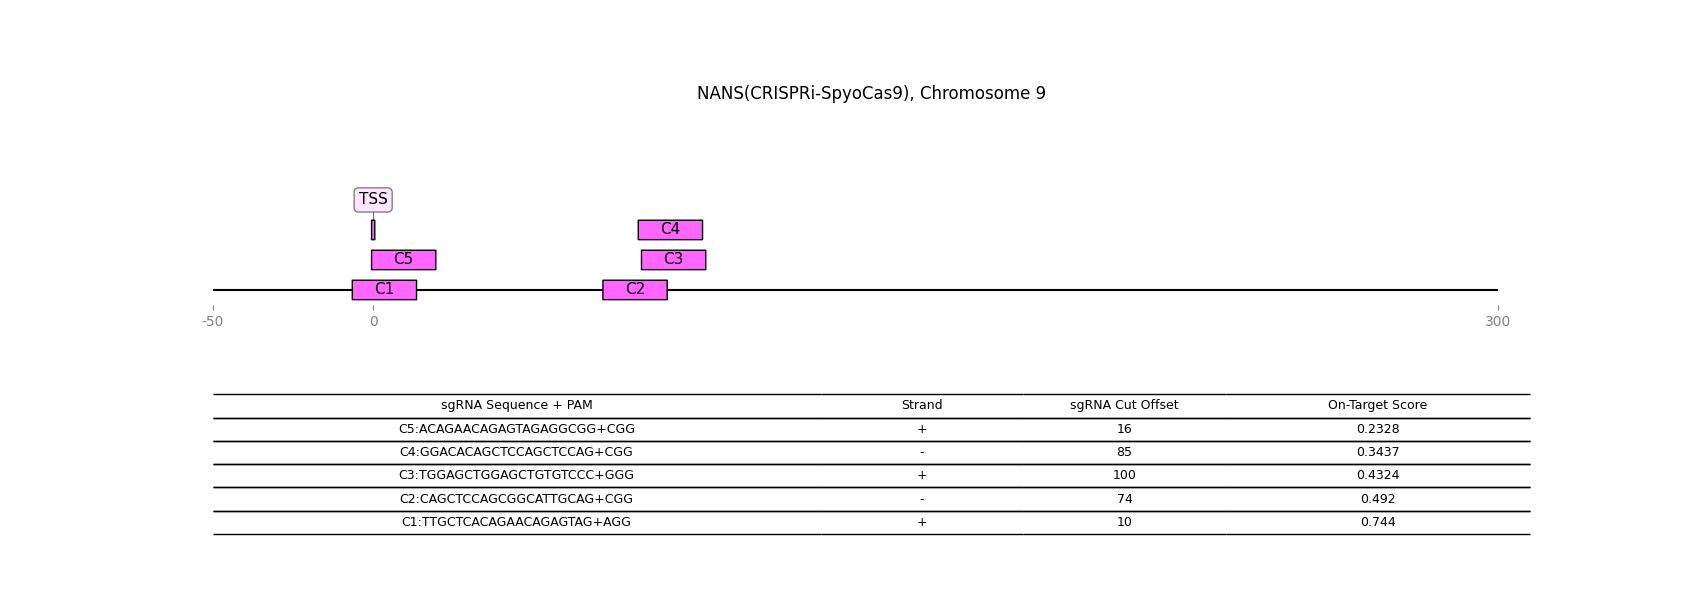 NANS(CRISPRi-SpyoCas9), Chromosome 9
TSS
C4
C5 C3
C1 C2
-50 0 300
sgRNA Sequence + PAM Strand sgRNA Cut Offset On-Target Score
C5:ACAGAACAGAGTAGAGGCGG+CGG + 16 0.2328
C4:GGACACAGCTCCAGCTCCAG+CGG - 85 0.3437
C3:TGGAGCTGGAGCTGTGTCCC+GGG + 100 0.4324
C2:CAGCTCCAGCGGCATTGCAG+CGG - 74 0.492
C1:TTGCTCACAGAACAGAGTAG+AGG + 10 0.744